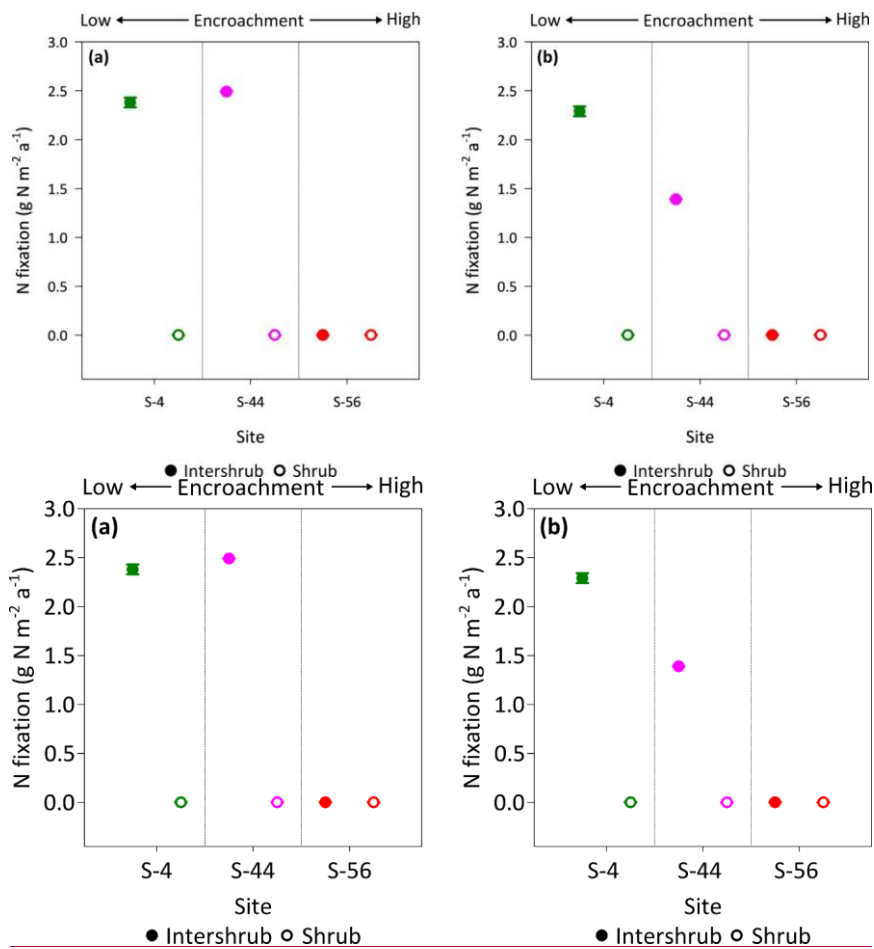 Low Encroachment High
(a)
3.0
2.5
2.0
1.5
1.0
0.5
0.0
N fixation (g N m⁻² a⁻¹)
S-4 S-44 S-56
Site
Intershrub Shrub
Low Encroachment High
(b)
3.0
2.5
2.0
1.5
1.0
0.5
0.0
N fixation (g N m⁻² a⁻¹)
S-4 S-44 S-56
Site
Intershrub Shrub
Low Encroachment High
(a)
3.0
2.5
2.0
1.5
1.0
0.5
0.0
N fixation (g N m⁻² a⁻¹)
S-4 S-44 S-56
Site
Intershrub Shrub
Low Encroachment High
(b)
3.0
2.5
2.0
1.5
1.0
0.5
0.0
N fixation (g N m⁻² a⁻¹)
S-4 S-44 S-56
Site
Intershrub Shrub